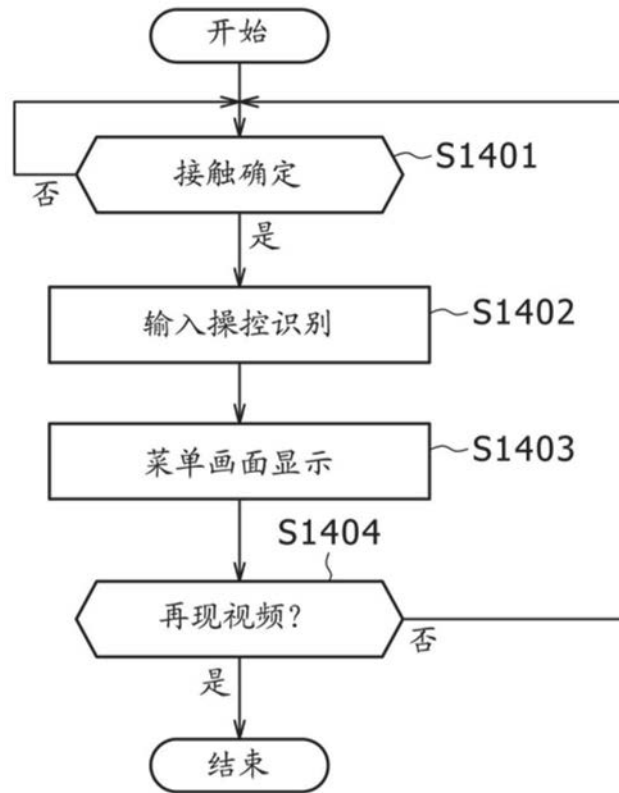 开始
接触确定
S1401
否
是
输入操控识别
S1402
菜单画面显示
S1403
S1404
再现视频?
否
是
结束